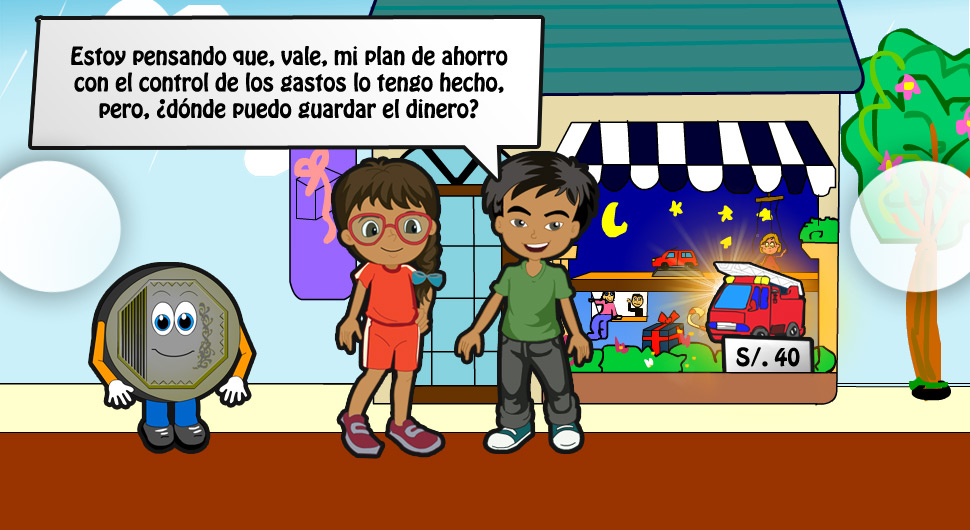 Estoy pensando que, vale, mi plan de ahorro
con el control de los gastos lo tengo hecho,
pero, ¿dónde puedo guardar el dinero?
S/. 40